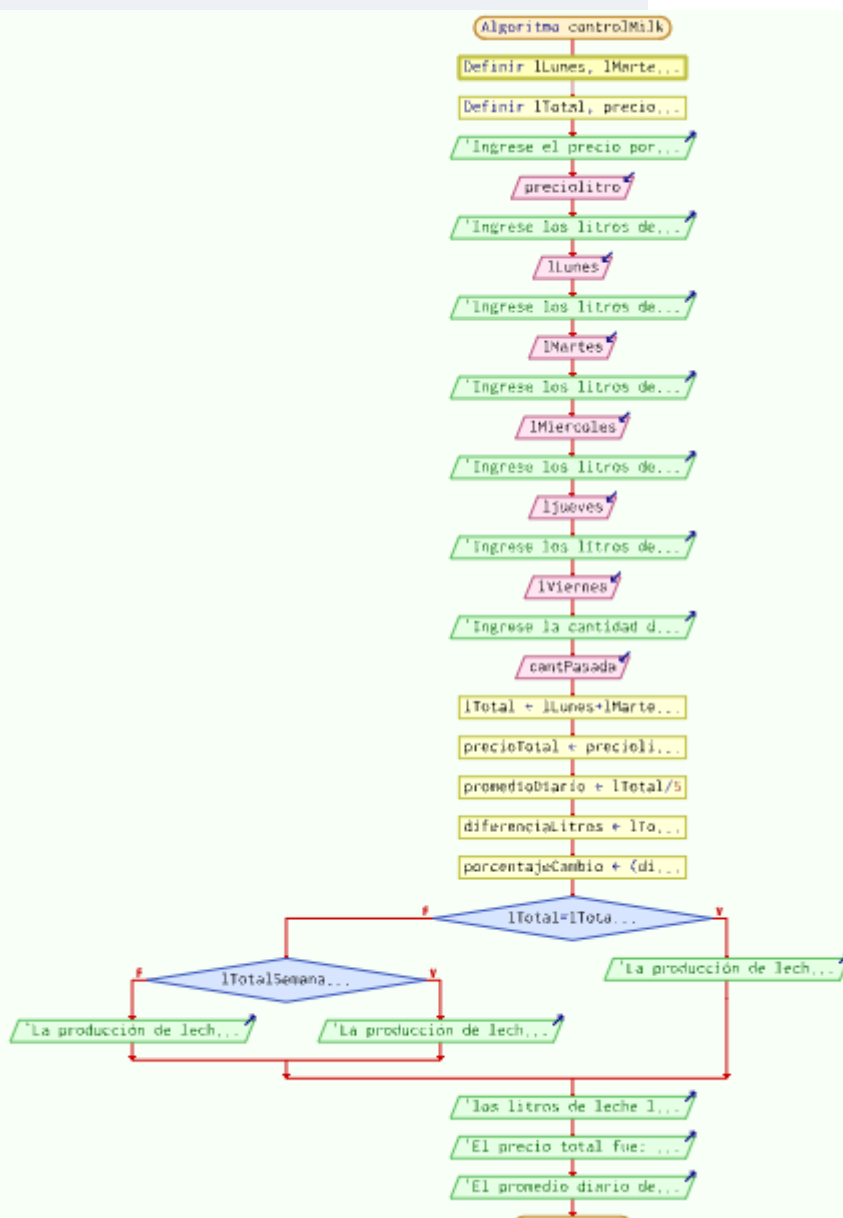 Algoritmo controlMilk
Definir lLunes, lMarte...
Definir lTotal, precio...
'Ingrese el precio por...
preciolitro
'Ingrese los litros de...
lLunes
'Ingrese los litros de...
lMartes
'Ingrese los litros de...
lMiercoles
'Ingrese los litros de...
ljueves
'Ingrese los litros de...
lViernes
'Ingrese la cantidad d...
cantPasada
lTotal ← lLunes+lMarte...
precioTotal ← precioli...
promedioDiario ← lTotal/5
diferenciaLitros ← lTo...
porcentajeCambio ← (di...
F
lTotal=lTota...
V
'La producción de lech...
F
lTotalSemana...
V
'La producción de lech...
'La producción de lech...
'los litros de leche l...
'El precio total fue: ...
'El promedio diario de...